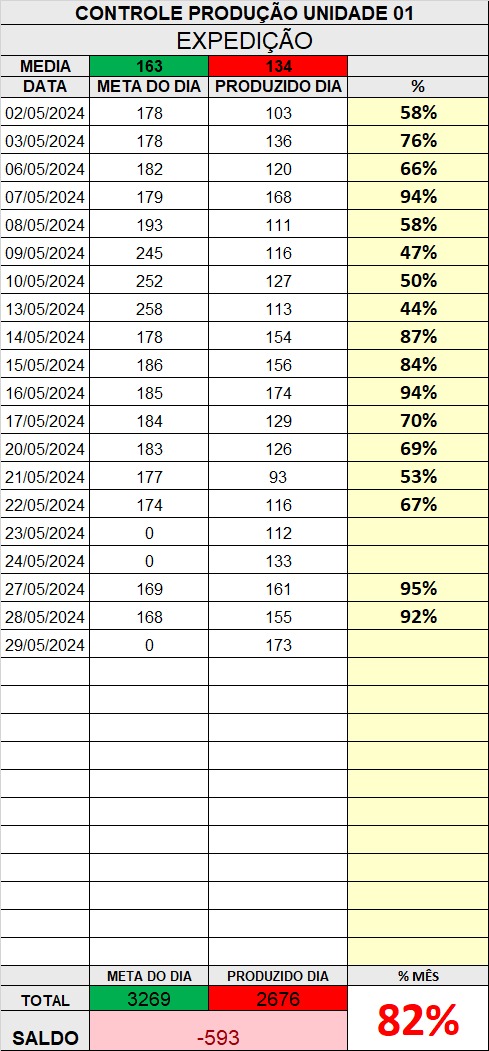 CONTROLE PRODUÇÃO UNIDADE 01
EXPEDIÇÃO
MEDIA 163 134
DATA META DO DIA PRODUZIDO DIA %
02/05/2024 178 103 58%
03/05/2024 178 136 76%
06/05/2024 182 120 66%
07/05/2024 179 168 94%
08/05/2024 193 111 58%
09/05/2024 245 116 47%
10/05/2024 252 127 50%
13/05/2024 258 113 44%
14/05/2024 178 154 87%
15/05/2024 186 156 84%
16/05/2024 185 174 94%
17/05/2024 184 129 70%
20/05/2024 183 126 69%
21/05/2024 177 93 53%
22/05/2024 174 116 67%
23/05/2024 0 112
24/05/2024 0 133
27/05/2024 169 161 95%
28/05/2024 168 155 92%
29/05/2024 0 173
META DO DIA PRODUZIDO DIA % MÊS
TOTAL 3269 2676 82%
SALDO -593